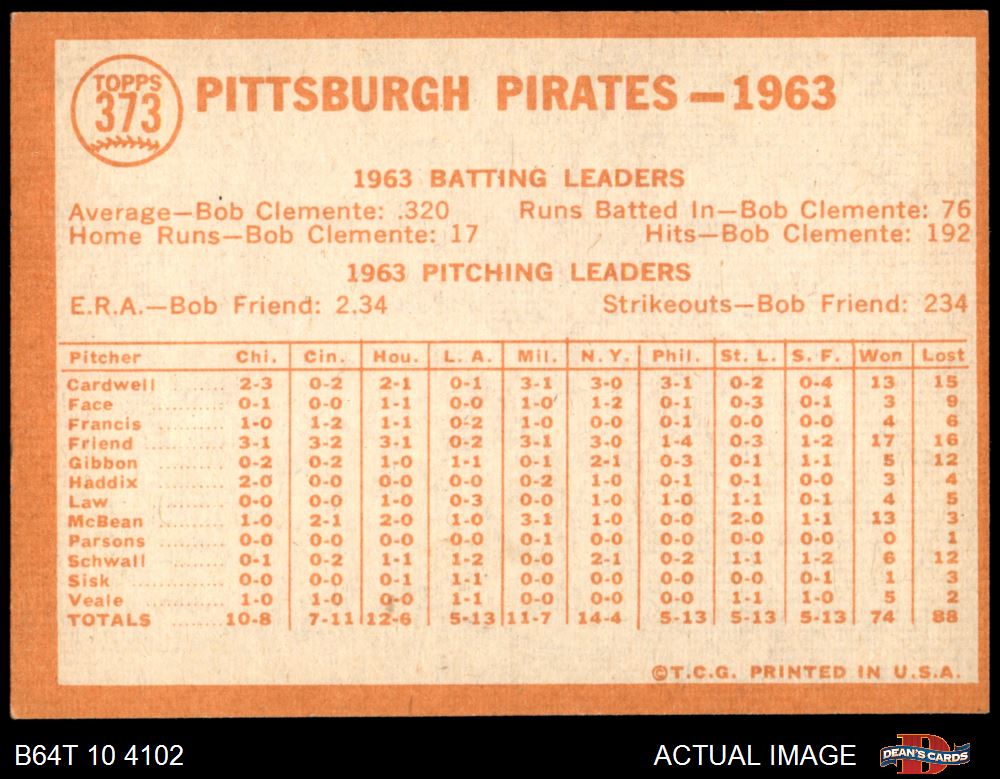 TOPPS
373
PITTSBURGH PIRATES—1963
1963 BATTING LEADERS
Average—Bob Clemente: .320 Runs Batted In—Bob Clemente: 76
Home Runs—Bob Clemente: 17 Hits—Bob Clemente: 192
1963 PITCHING LEADERS
E.R.A.—Bob Friend: 2.34 Strikeouts—Bob Friend: 234
Pitcher Chi. Cin. Hou. L. A. Mil. N. Y. Phil. St. L. S. F. Won Lost
Cardwell 2-3 0-2 2-1 0-1 3-1 3-0 3-1 0-2 0-4 13 15
Face 0-1 0-0 1-1 0-0 1-0 1-2 0-1 0-3 0-1 3 9
Francis 1-0 1-2 1-1 0-2 1-0 0-0 0-1 0-0 0-0 4 6
Friend 3-1 3-2 3-1 0-2 3-1 3-0 1-4 0-3 1-2 17 16
Gibbon 0-2 0-2 1-0 1-1 0-1 2-1 0-3 0-1 1-1 5 12
Haddix 2-0 0-0 0-0 0-0 0-2 1-0 0-1 0-1 0-0 3 4
Law 0-0 0-0 1-0 0-3 0-0 1-0 1-0 1-1 0-1 4 5
McBean 1-0 2-1 2-0 1-0 3-1 1-0 0-0 2-0 1-1 13 3
Parsons 0-0 0-0 0-0 0-0 0-1 0-0 0-0 0-0 0-0 0 1
Schwall 0-1 0-2 1-1 1-2 0-0 2-1 0-2 1-1 1-2 6 12
Sisk 0-0 0-0 0-1 1-1 0-0 0-0 0-0 0-0 0-1 1 3
Veale 1-0 1-0 0-0 1-1 0-0 0-0 0-0 1-1 1-0 5 2
TOTALS 10-8 7-11 12-6 5-13 11-7 14-4 5-13 5-13 5-13 74 88
©T.C.G. PRINTED IN U.S.A.
B64T 10 4102 ACTUAL IMAGE DEAN'S CARDS